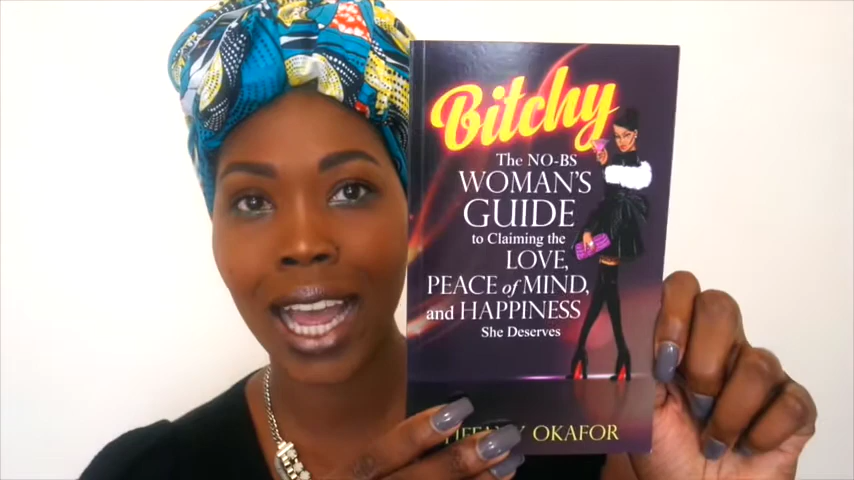 Bitchy
The NO-BS
WOMAN'S
GUIDE
to Claiming the
LOVE,
PEACE of MIND,
and HAPPINESS
She Deserves
OKAFOR